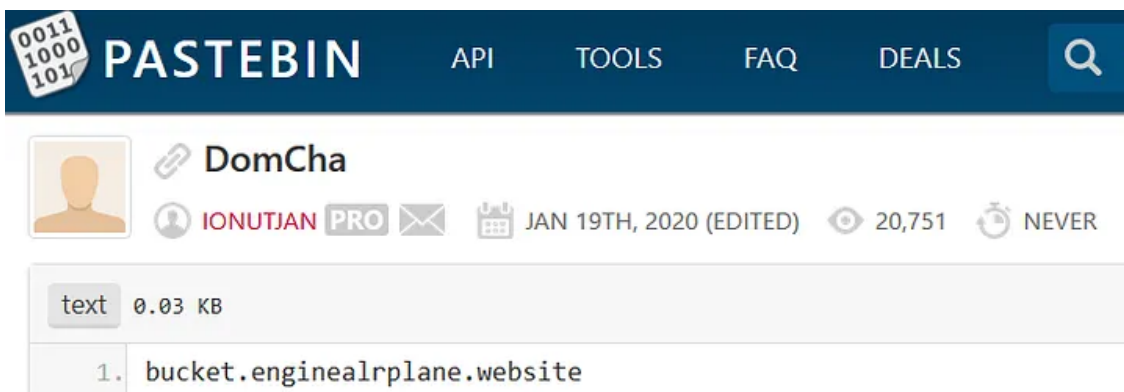 0011
1000
101
PASTEBIN API TOOLS FAQ DEALS
DomCha
IONUTJAN PRO JAN 19TH, 2020 (EDITED) 20,751 NEVER
text 0.03 KB
1. bucket.enginealrplane.website